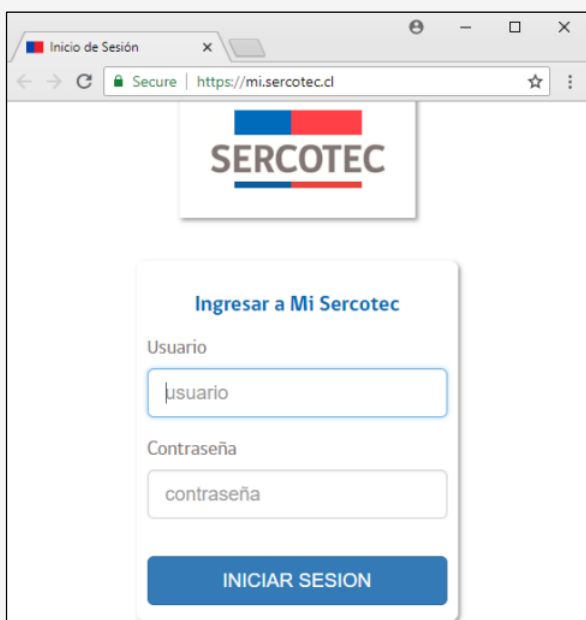 Inicio de Sesión
Secure | https://mi.sercotec.cl
SERCOTEC
Ingresar a Mi Sercotec
Usuario
usuario
Contraseña
contraseña
INICIAR SESION